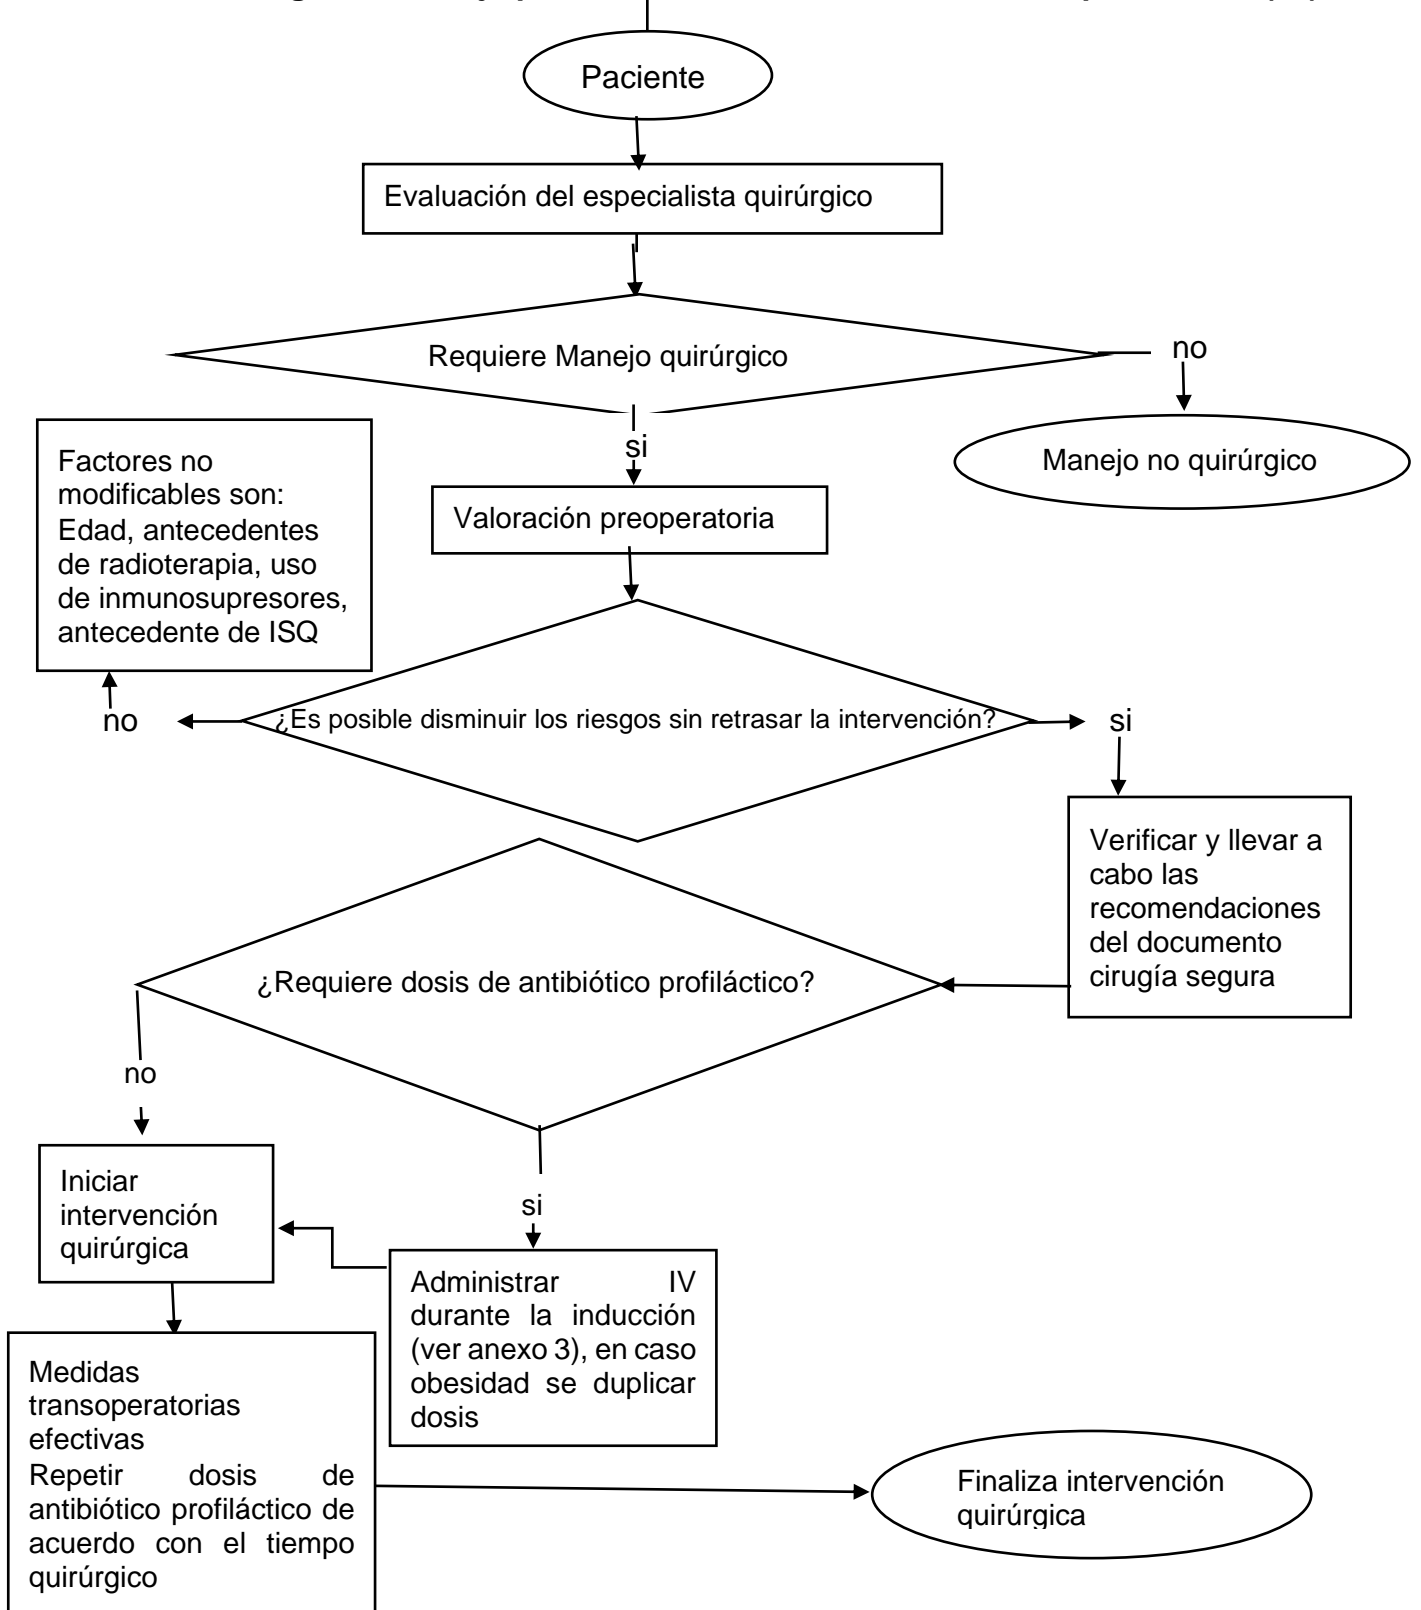 Paciente
Evaluación del especialista quirúrgico
Requiere Manejo quirúrgico
no
Manejo no quirúrgico
si
Valoración preoperatoria
Factores no
modificables son:
Edad, antecedentes
de radioterapia, uso
de inmunosupresores,
antecedente de ISQ
no
¿Es posible disminuir los riesgos sin retrasar la intervención?
si
Verificar y llevar a
cabo las
recomendaciones
del documento
cirugía segura
¿Requiere dosis de antibiótico profiláctico?
no
si
Iniciar
intervención
quirúrgica
Administrar IV
durante la inducción
(ver anexo 3), en caso
obesidad se duplicar
dosis
Medidas
transoperatorias
efectivas
Repetir dosis de
antibiótico profiláctico de
acuerdo con el tiempo
quirúrgico
Finaliza intervención
quirúrgica